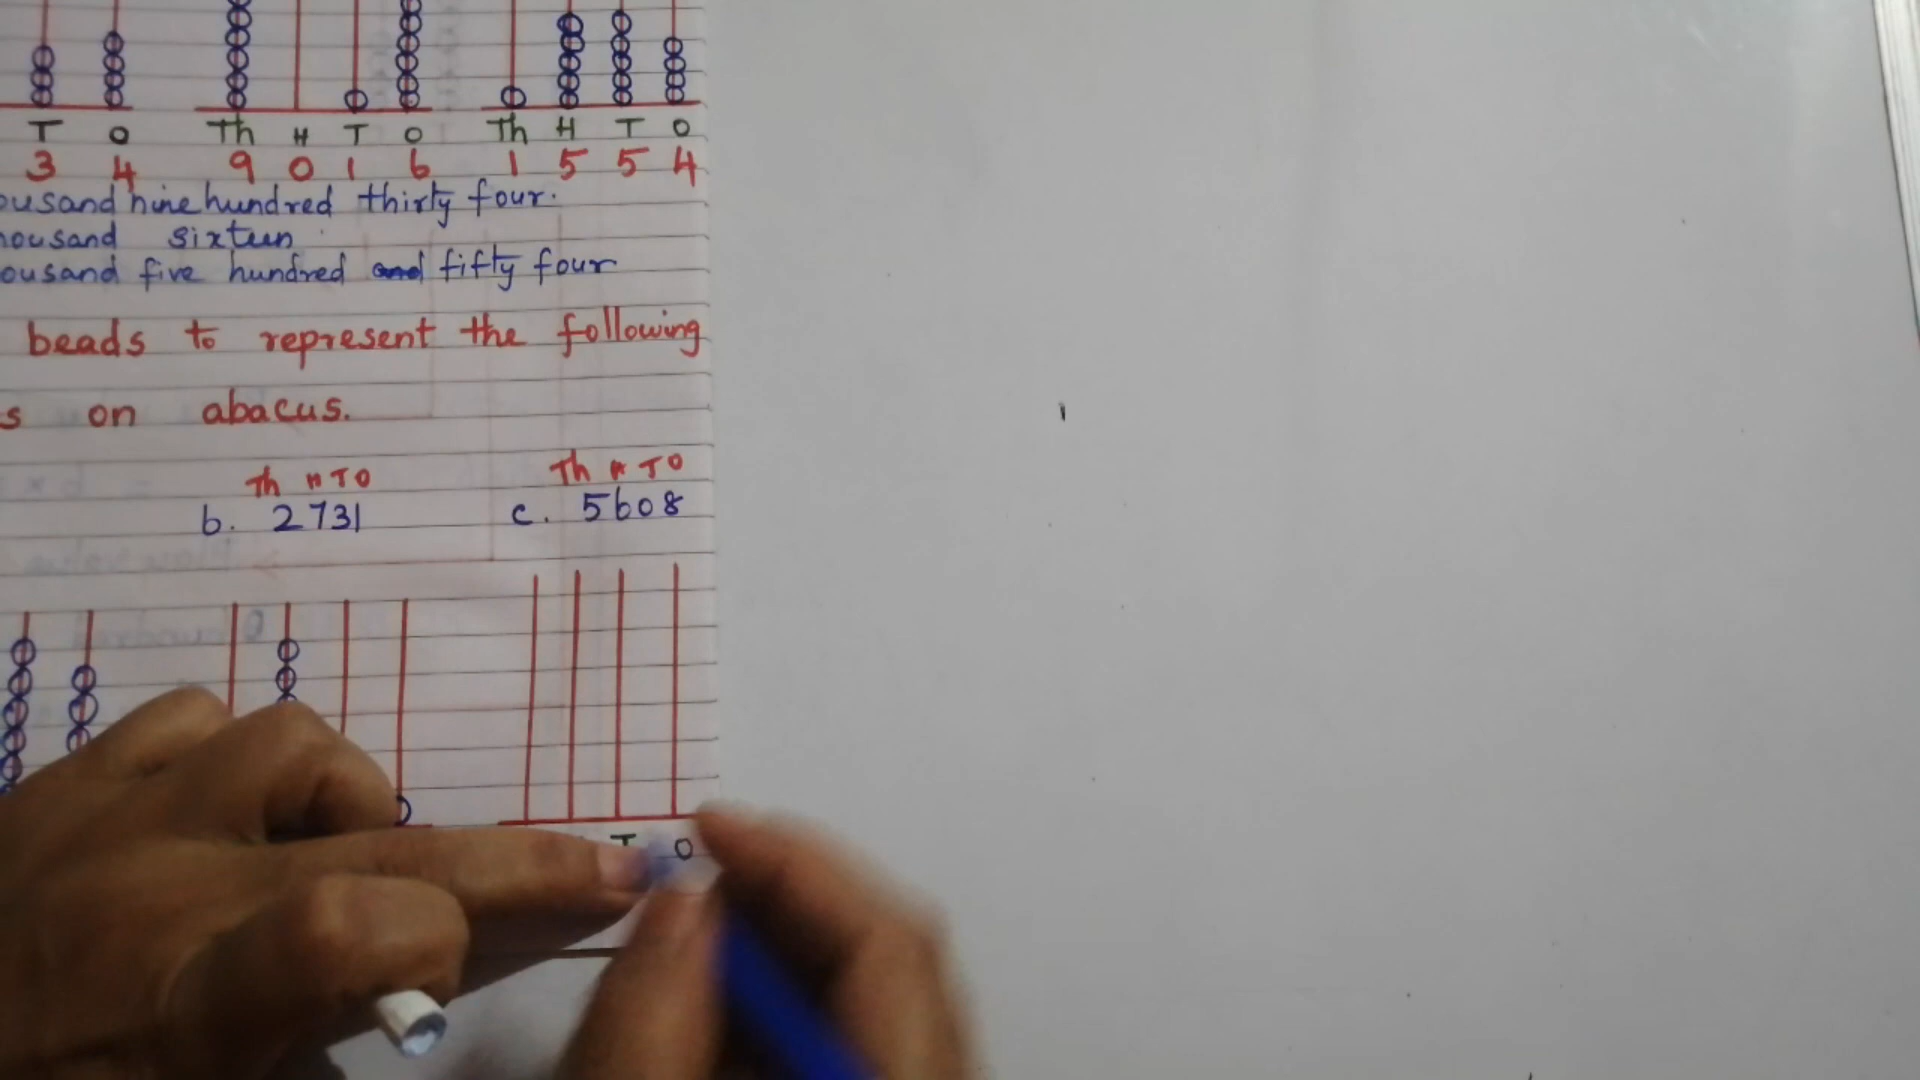 T O Th H T O Th H T O
3 4 9 0 1 6 1 5 5 4
ousand nine hundred thirty four.
housand sixteen
ousand five hundred and fifty four
beads to represent the following
s on abacus.
Th H T O Th H T O
b. 2731 c. 5608
T O